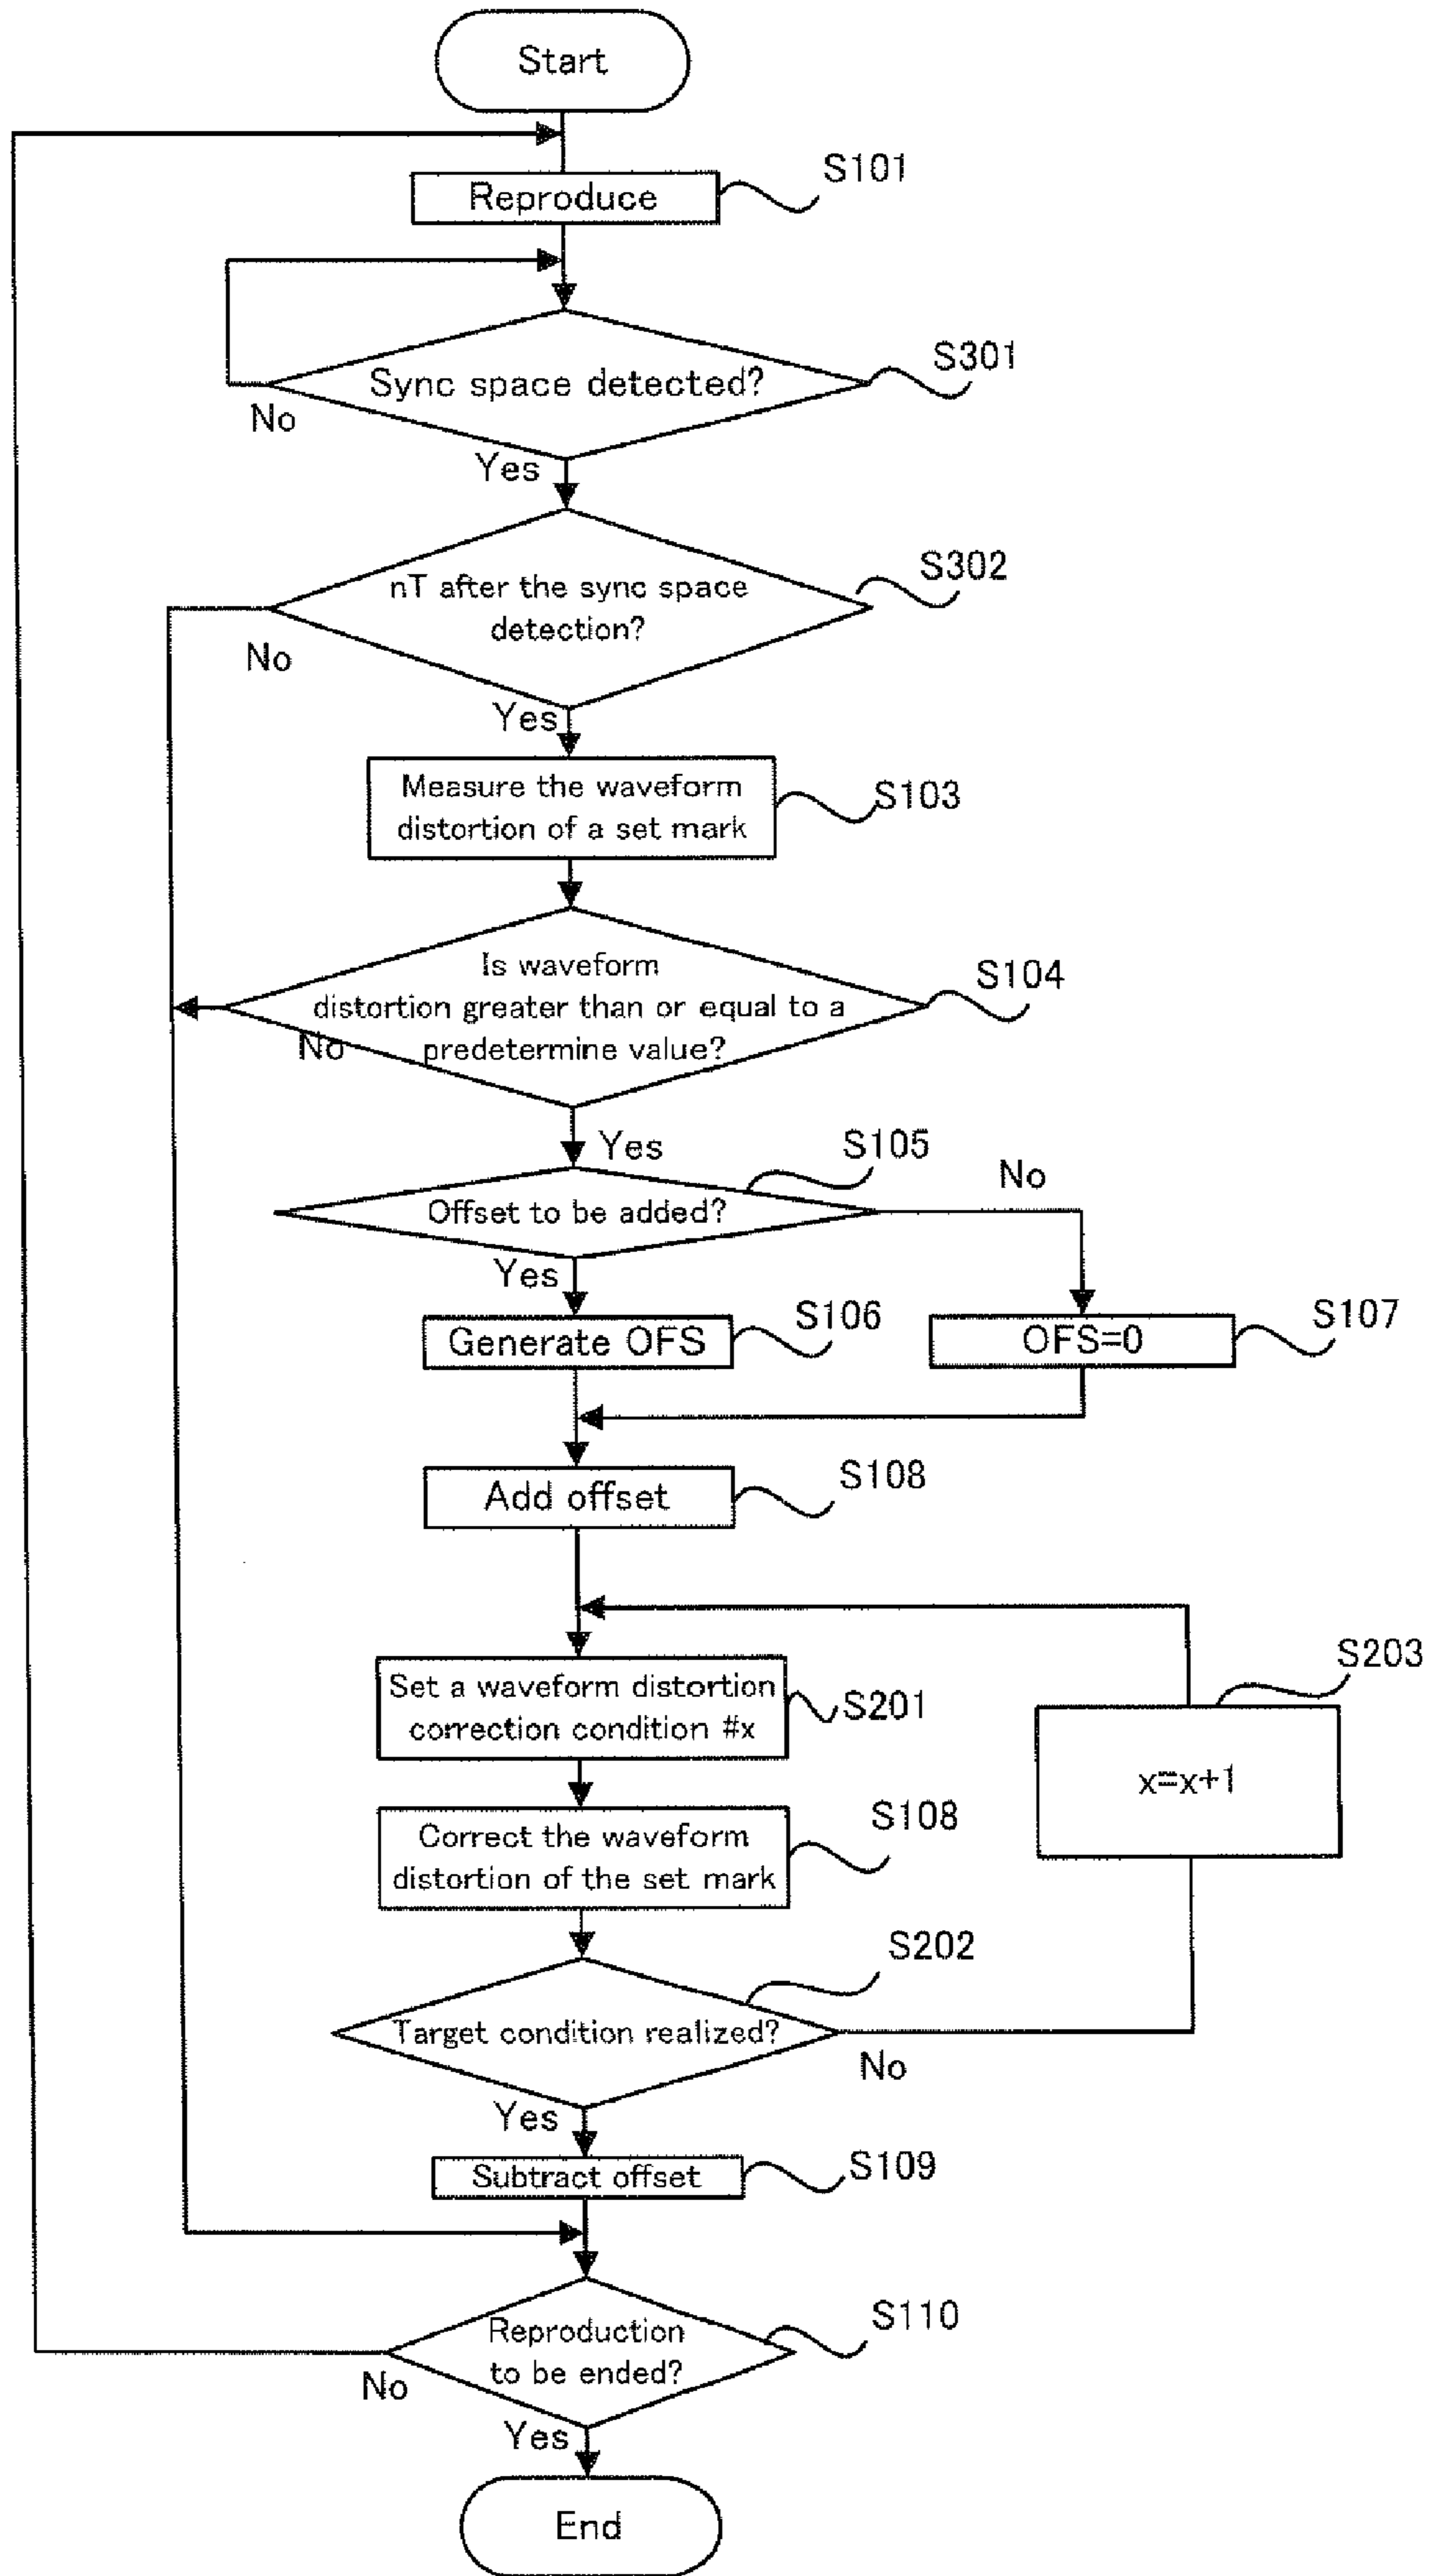 Start
Reproduce
S101
Sync space detected?
S301
No
Yes
nT after the sync space
detection?
S302
No
Yes
Measure the waveform
distortion of a set mark
S103
Is waveform
distortion greater than or equal to a
predetermine value?
S104
No
Yes
Offset to be added?
S105
No
Yes
Generate OFS
S106
OFS=0
S107
Add offset
S108
Set a waveform distortion
correction condition #x
S201
x=x+1
S203
Correct the waveform
distortion of the set mark
S108
Target condition realized?
S202
No
Yes
Subtract offset
S109
Reproduction
to be ended?
S110
No
Yes
End